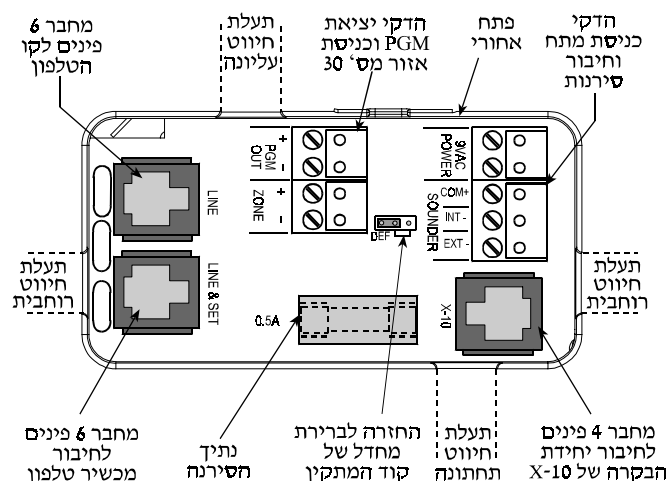 מחבר 6
פינים לקו
הטלפון
תעלת
חיווט
עליונה
הדקי יציאת
PGM וכניסת
אזור מס' 30
פתח
אחורי
הדקי
כניסת מתח
וחיבור
סירנות
LINE
LINE & SET
PGM
OUT
+
-
ZONE
+
-
DEF
9VAC
POWER
SOUNDER
COM+
INT -
EXT -
0.5A
X-10
תעלת
חיווט
רוחבית
תעלת
חיווט
רוחבית
מחבר 6 פינים
לחיבור
מכשיר טלפון
נתיך
הסירנה
החזרה לברירת
מחדל של
קוד המתקין
תעלת
חיווט
תחתונה
מחבר 4 פינים
לחיבור יחידת
הבקרה של X-10